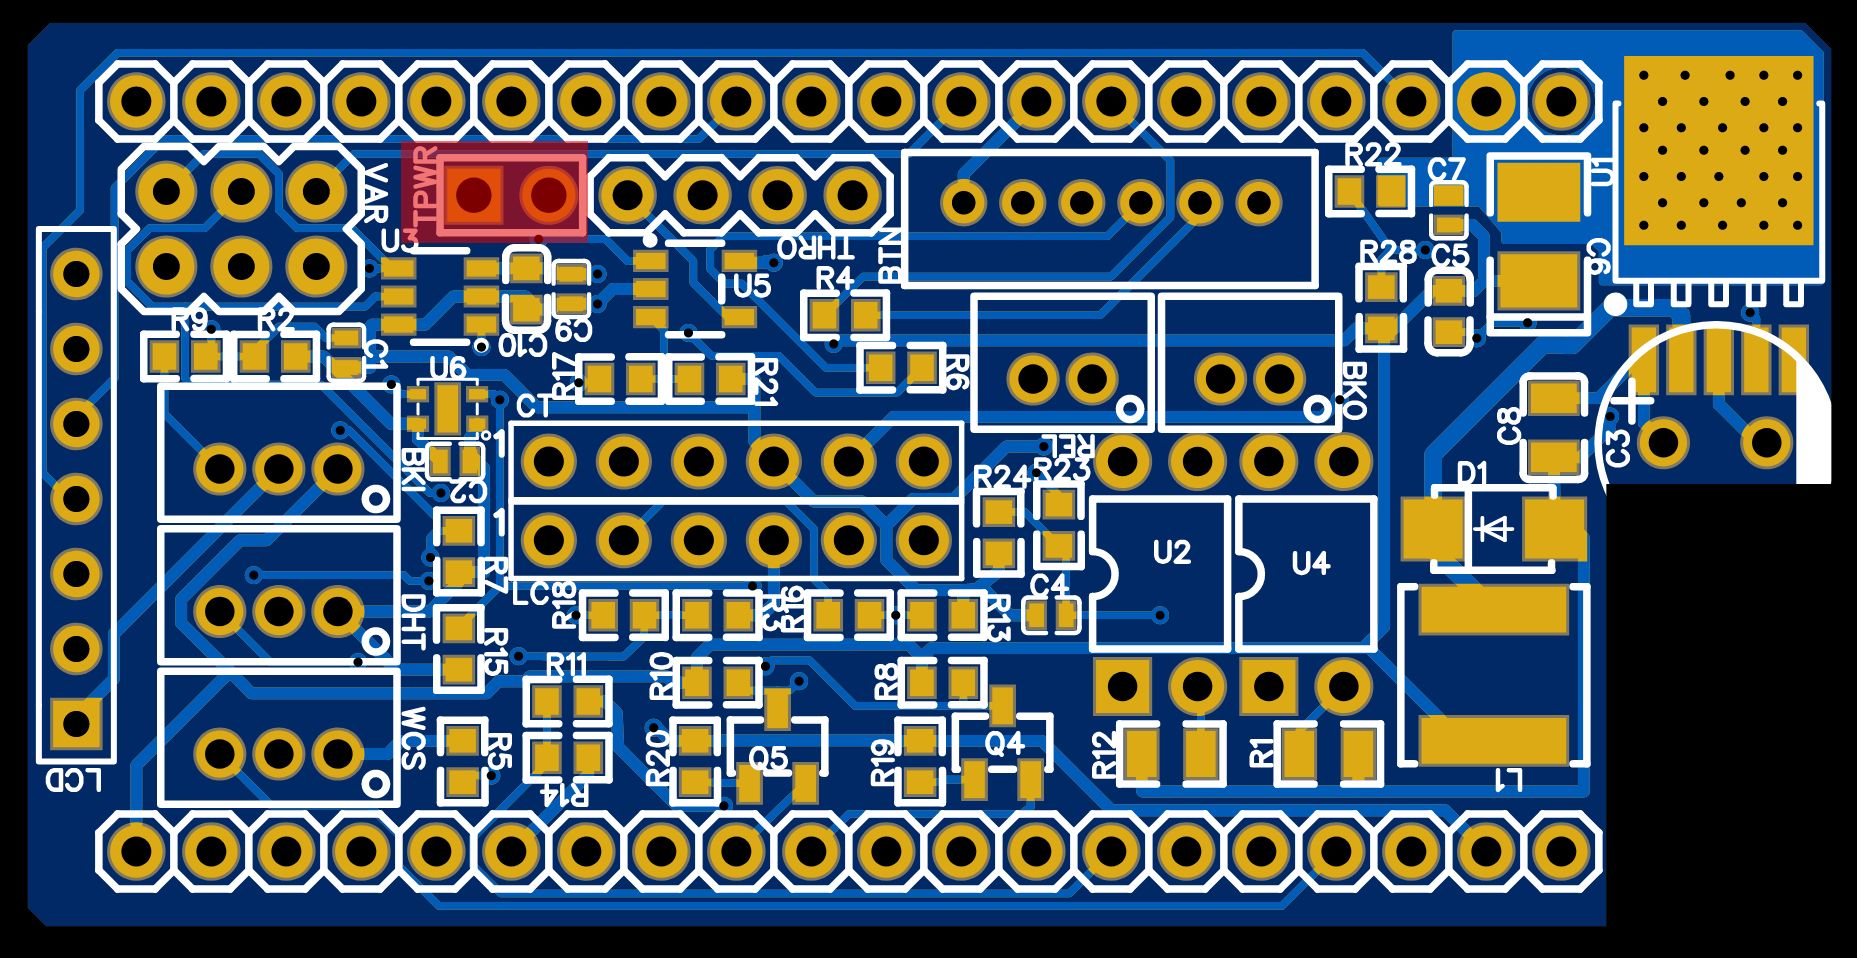 R22
C7
U1
VAR
TPWR
U3
THRO
BTN
R28
C5
C6
R4
U5
R9
R2
C10
C9
C1
U6
R17
R21
R6
BKO
CT
1
REL
C8
C3
BKI
C2
R24
R23
D1
1
U2
U4
R7
LC
R18
R3
R16
R13
C4
DHT
R15
R11
R10
R8
WCS
R5
R20
Q5
R19
Q4
R12
R1
LCD
R14
L1